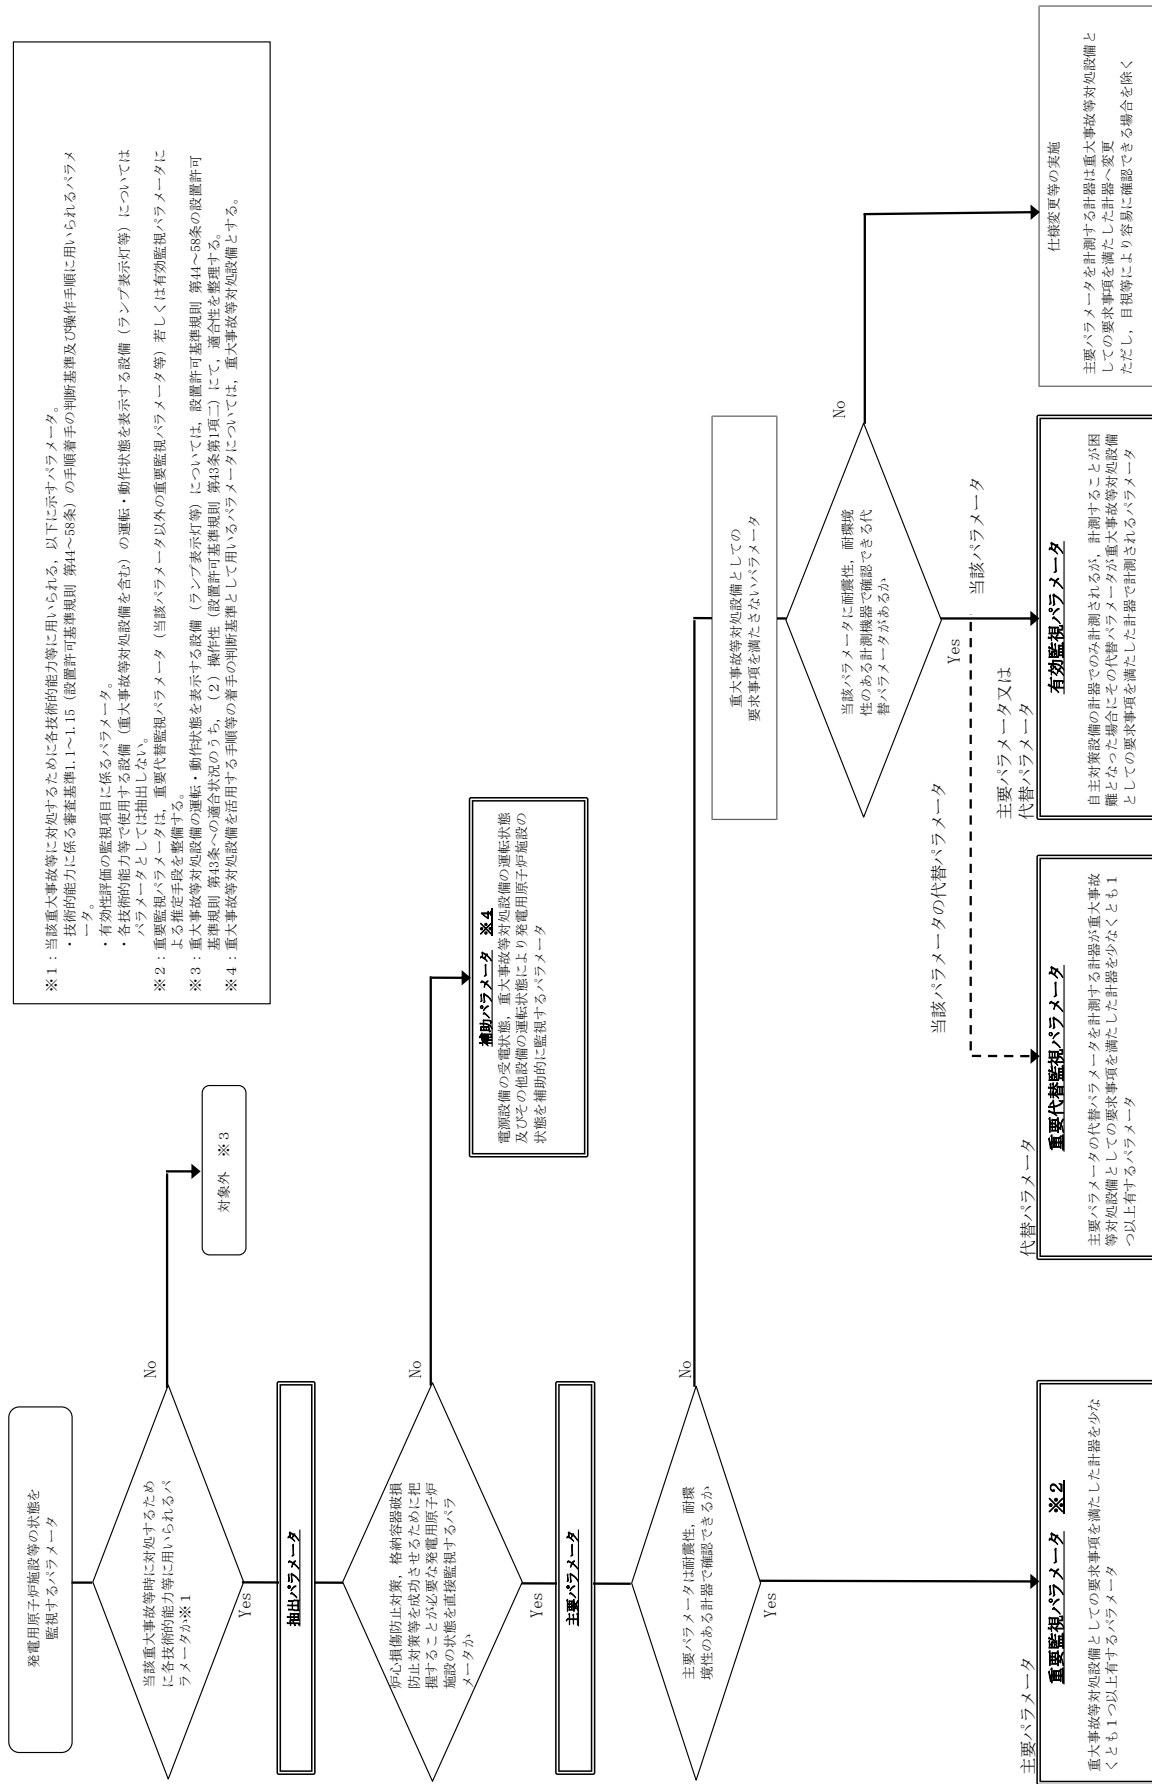 発電用原子炉施設等の状態を
監視するパラメータ
当該重大事故等時に対処するため
に各技術的能力等に用いられるパ
ラメータか※1
No
対象外 ※3
Yes
抽出パラメータ
炉心損傷防止対策，格納容器破損
防止対策等を成功させるために把
握することが必要な発電用原子炉
施設の状態を直接監視するパラ
メータか
No
補助パラメータ ※4
電源設備の受電状態，重大事故等対処設備の運転状態
及びその他設備の運転状態により発電用原子炉施設の
状態を補助的に監視するパラメータ
Yes
主要パラメータ
主要パラメータは耐震性，耐環
境性のある計器で確認できるか
No
重大事故等対処設備としての
要求事項を満たさないパラメータ
当該パラメータに耐震性，耐環境
性のある計測機器で確認できる代
替パラメータがあるか
No
Yes
Yes
当該パラメータ
当該パラメータの代替パラメータ
主要パラメータ
重要監視パラメータ ※2
重大事故等対処設備としての要求事項を満たした計器を少な
くとも1つ以上有するパラメータ
代替パラメータ
重要代替監視パラメータ
主要パラメータの代替パラメータを計測する計器が重大事故
等対処設備としての要求事項を満たした計器を少なくとも1
つ以上有するパラメータ
主要パラメータ又は
代替パラメータ
有効監視パラメータ
自主対策設備の計器でのみ計測されるが，計測することが困
難となった場合にその代替パラメータが重大事故等対処設備
としての要求事項を満たした計器で計測されるパラメータ
仕様変更等の実施
主要パラメータを計測する計器は重大事故等対処設備と
しての要求事項を満たした計器へ変更
ただし，目視等により容易に確認できる場合を除く
※1：当該重大事故等に対処するために各技術的能力等に用いられる，以下に示すパラメータ。
・技術的能力に係る審査基準1.1～1.15（設置許可基準規則 第44～58条）の手順着手の判断基準及び操作手順に用いられるパラメ
ータ。
・有効性評価の監視項目に係るパラメータ。
・各技術的能力等で使用する設備（重大事故等対処設備を含む）の運転・動作状態を表示する設備（ランプ表示灯等）については
パラメータとしては抽出しない。
※2：重要監視パラメータは，重要代替監視パラメータ（当該パラメータ以外の重要監視パラメータ等）若しくは有効監視パラメータに
よる推定手段を整備する。
※3：重大事故等対処設備の運転・動作状態を表示する設備（ランプ表示灯等）については，設置許可基準規則 第44～58条の設置許可
基準規則 第43条への適合状況のうち，（2）操作性（設置許可基準規則 第43条第1項二）にて，適合性を整理する。
※4：重大事故等対処設備を活用する手順等の着手の判断基準として用いるパラメータについては，重大事故等対処設備とする。